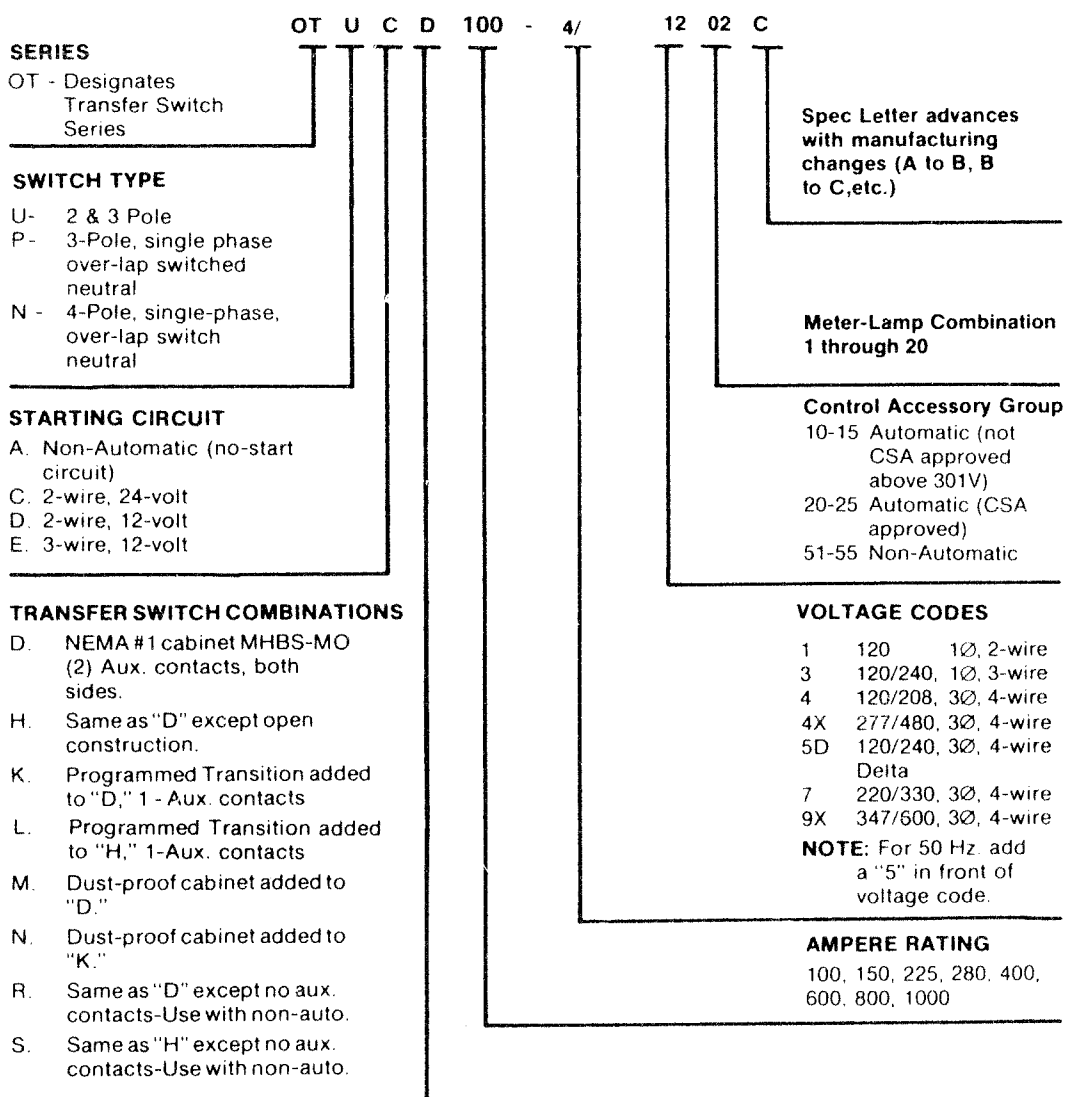 OT U C D 100 - 4/ 12 02 C
SERIES
OT - Designates
Transfer Switch
Series
SWITCH TYPE
U- 2 & 3 Pole
P- 3-Pole, single phase
over-lap switched
neutral
N - 4-Pole, single-phase,
over-lap switch
neutral
STARTING CIRCUIT
A. Non-Automatic (no-start
circuit)
C. 2-wire, 24-volt
D. 2-wire, 12-volt
E. 3-wire, 12-volt
TRANSFER SWITCH COMBINATIONS
D. NEMA #1 cabinet MHBS-MO
(2) Aux. contacts, both
sides.
H. Same as "D" except open
construction.
K. Programmed Transition added
to "D," 1 - Aux. contacts
L. Programmed Transition added
to "H," 1-Aux. contacts
M. Dust-proof cabinet added to
"D."
N. Dust-proof cabinet added to
"K."
R. Same as "D" except no aux.
contacts-Use with non-auto.
S. Same as "H" except no aux.
contacts-Use with non-auto.
Spec Letter advances
with manufacturing
changes (A to B, B
to C,etc.)
Meter-Lamp Combination
1 through 20
Control Accessory Group
10-15 Automatic (not
CSA approved
above 301V)
20-25 Automatic (CSA
approved)
51-55 Non-Automatic
VOLTAGE CODES
1 120 1∅, 2-wire
3 120/240, 1∅, 3-wire
4 120/208, 3∅, 4-wire
4X 277/480, 3∅, 4-wire
5D 120/240, 3∅, 4-wire
Delta
7 220/330, 3∅, 4-wire
9X 347/600, 3∅, 4-wire
NOTE: For 50 Hz. add
a "5" in front of
voltage code.
AMPERE RATING
100, 150, 225, 280, 400,
600, 800, 1000